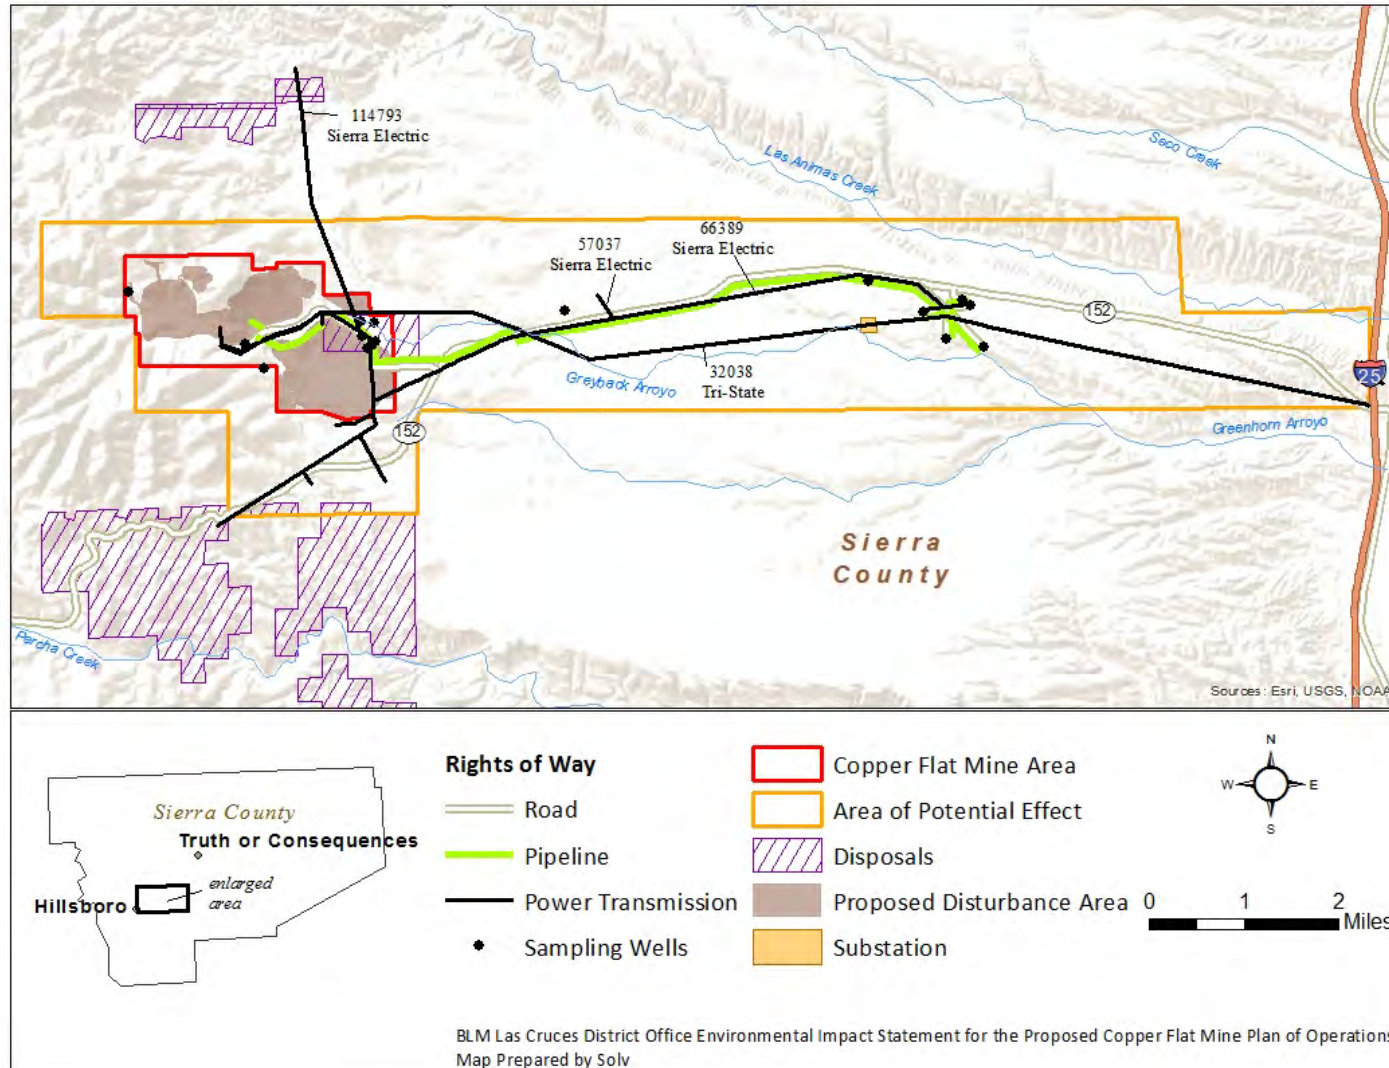 114793
Sierra Electric
Las Animas Creek
Seco Creek
66389
Sierra Electric
57037
Sierra Electric
152
25
Greyback Arroyo
32038
Tri-State
152
Greenhorn Arroyo
Sierra
County
Percha Creek
Sources: Esri, USGS, NOAA
Sierra County
Truth or Consequences
enlarged
area
Hillsboro
Rights of Way
Road
Pipeline
Power Transmission
Sampling Wells
Copper Flat Mine Area
Area of Potential Effect
Disposals
Proposed Disturbance Area
Substation
N
W
E
S
0 1 2
Miles
BLM Las Cruces District Office Environmental Impact Statement for the Proposed Copper Flat Mine Plan of Operations
Map Prepared by Solv